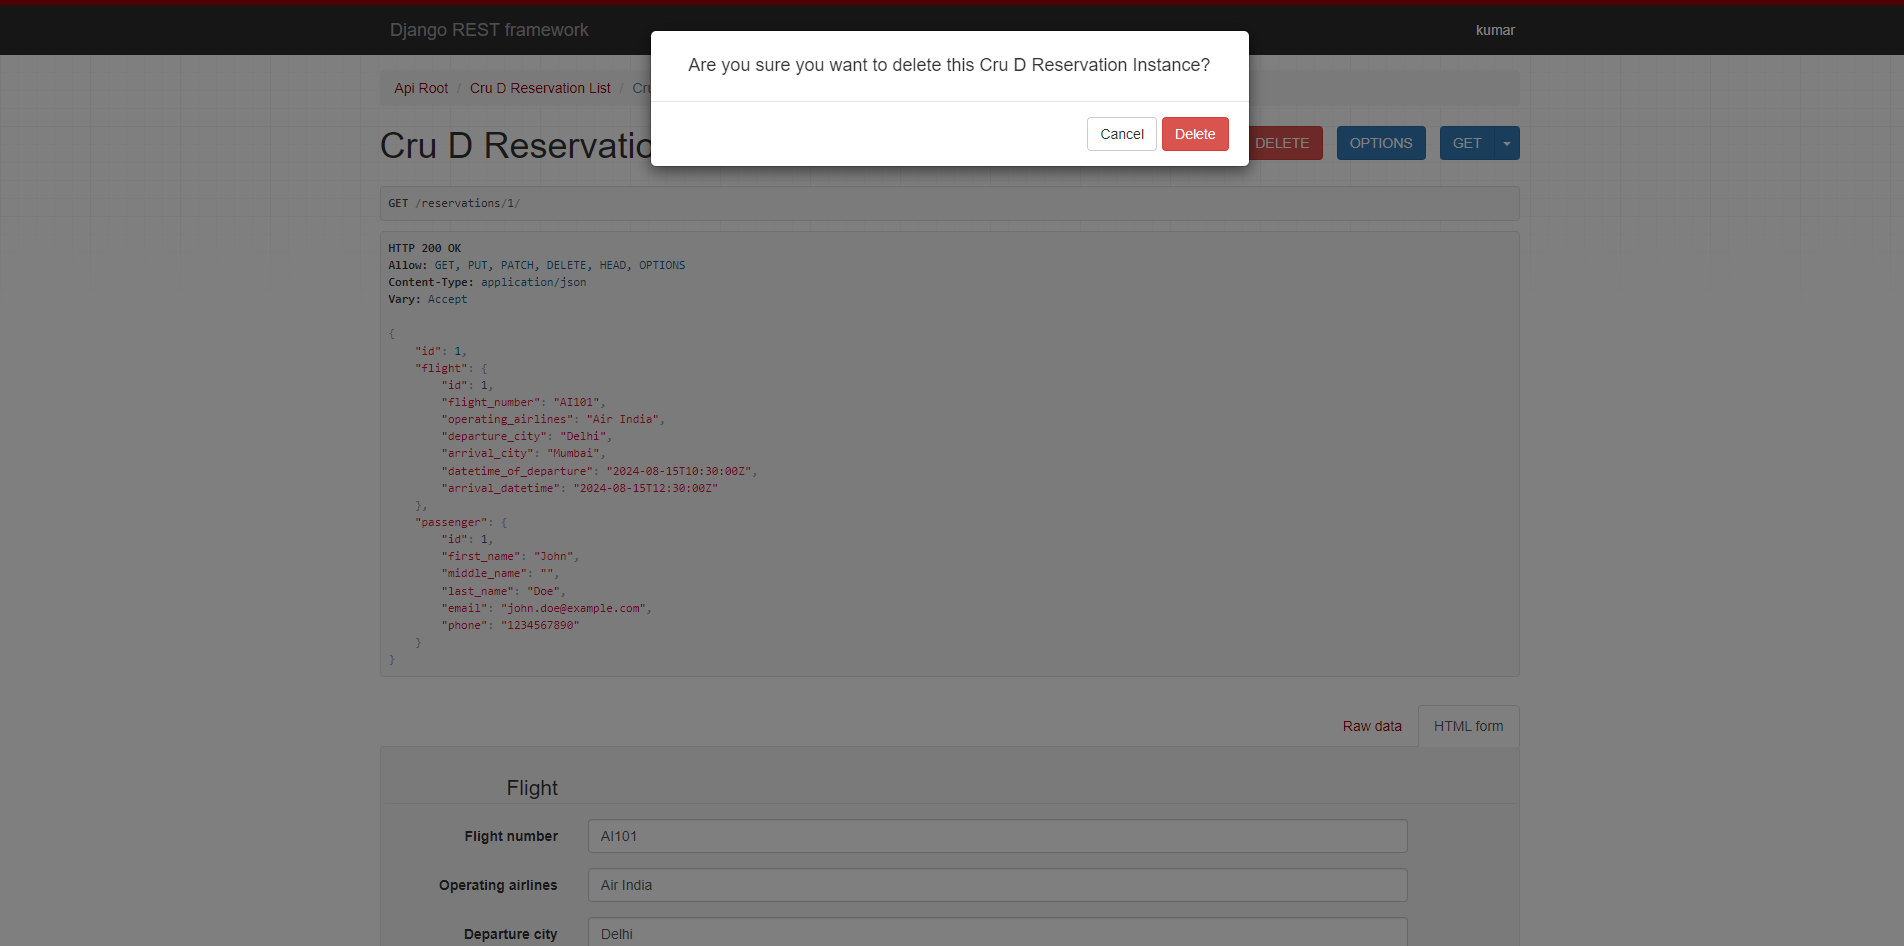 Django REST framework
kumar
Are you sure you want to delete this Cru D Reservation Instance?
Cancel Delete
Api Root / Cru D Reservation List / Cru
Cru D Reservatio
DELETE OPTIONS GET
GET /reservations/1/
HTTP 200 OK
Allow: GET, PUT, PATCH, DELETE, HEAD, OPTIONS
Content-Type: application/json
Vary: Accept
{
    "id": 1,
    "flight": {
        "id": 1,
        "flight_number": "AI101",
        "operating_airlines": "Air India",
        "departure_city": "Delhi",
        "arrival_city": "Mumbai",
        "datetime_of_departure": "2024-08-15T10:30:00Z",
        "arrival_datetime": "2024-08-15T12:30:00Z"
    },
    "passenger": {
        "id": 1,
        "first_name": "John",
        "middle_name": "",
        "last_name": "Doe",
        "email": "john.doe@example.com",
        "phone": "1234567890"
    }
}
Raw data HTML form
Flight
Flight number AI101
Operating airlines Air India
Departure city Delhi